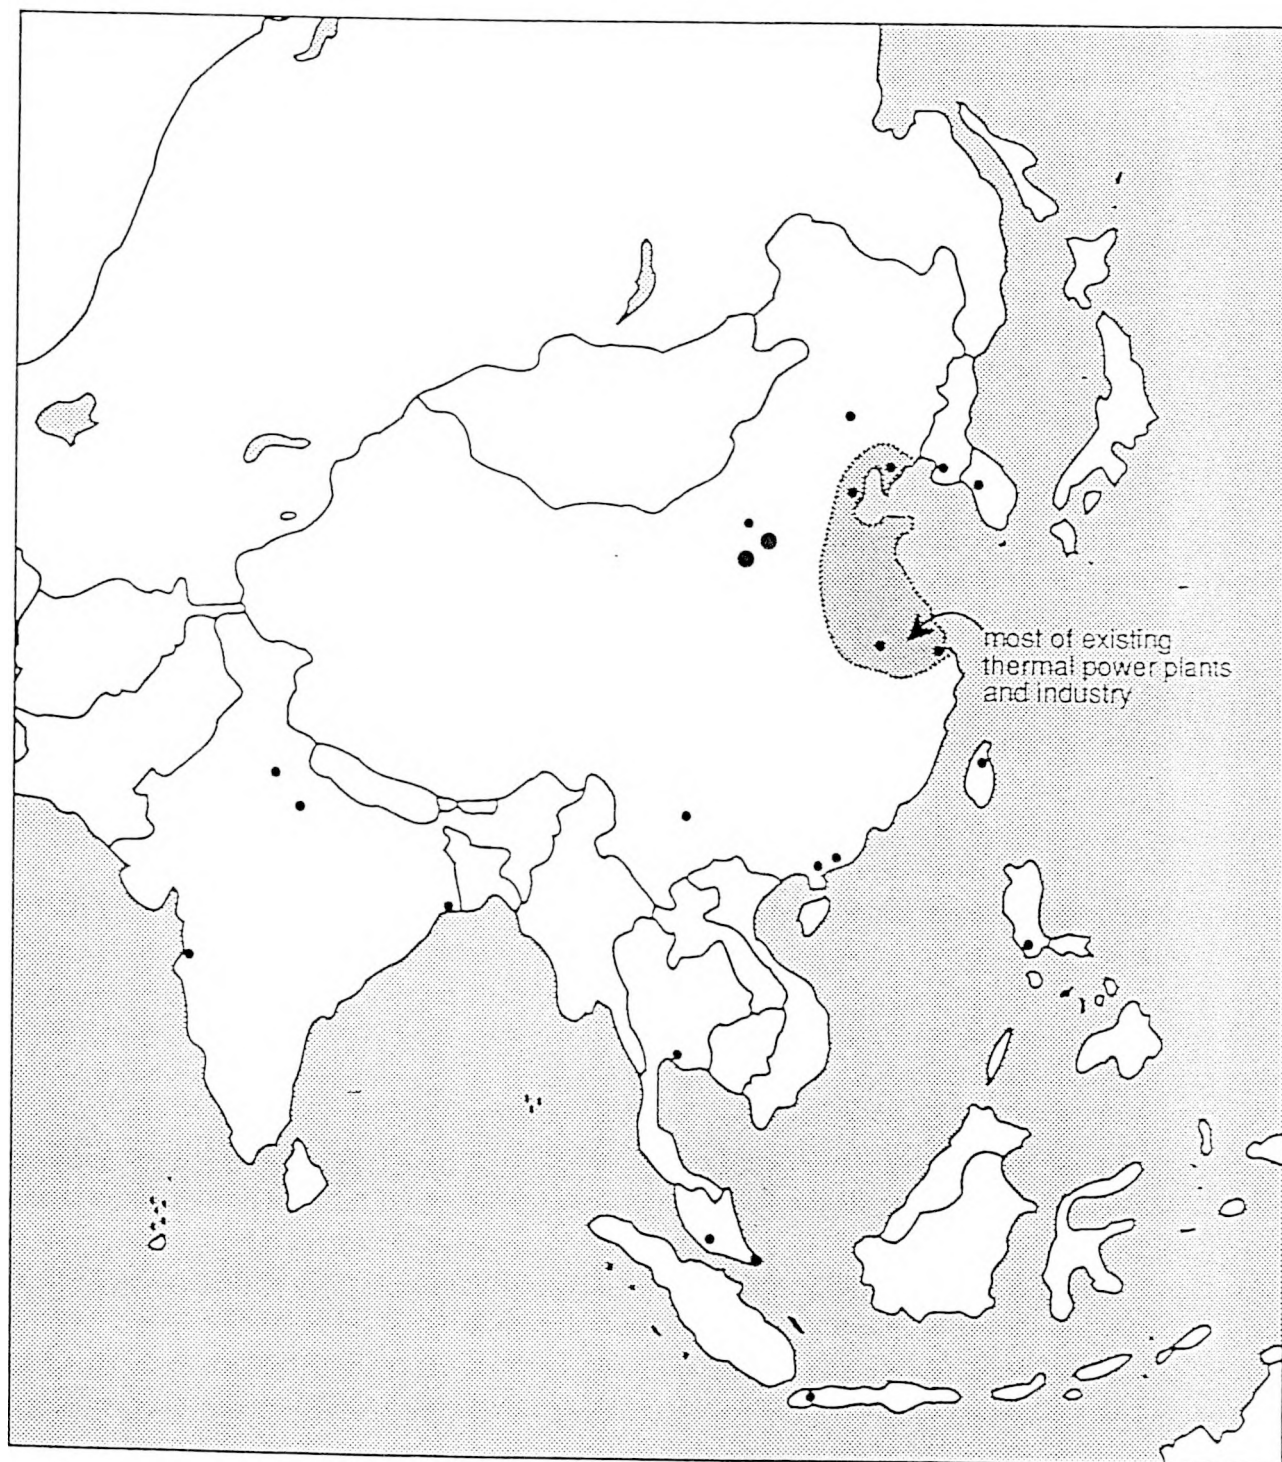 most of existing
thermal power plants
and industry